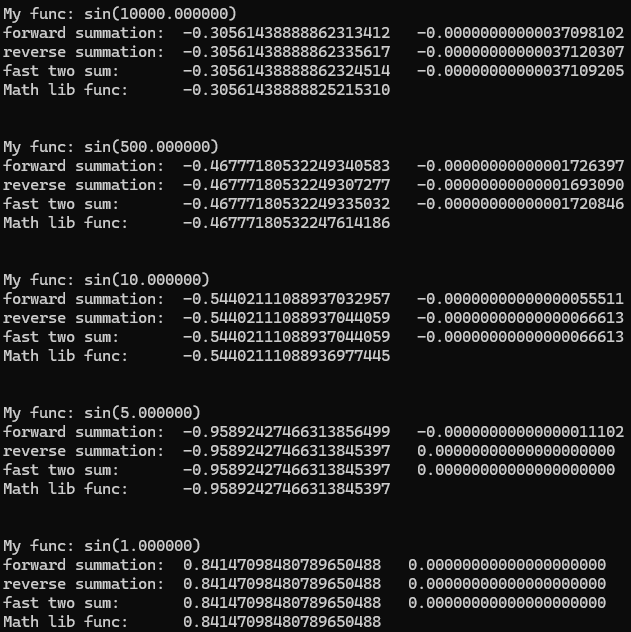 My func: sin(10000.000000)
forward summation:  -0.30561438888862313412   -0.00000000000037098102
reverse summation:  -0.30561438888862335617   -0.00000000000037120307
fast two sum:       -0.30561438888862324514   -0.00000000000037109205
Math lib func:      -0.30561438888825215310
My func: sin(500.000000)
forward summation:  -0.46777180532249340583   -0.00000000000001726397
reverse summation:  -0.46777180532249307277   -0.00000000000001693090
fast two sum:       -0.46777180532249335032   -0.00000000000001720846
Math lib func:      -0.46777180532247614186
My func: sin(10.000000)
forward summation:  -0.54402111088937032957   -0.00000000000000055511
reverse summation:  -0.54402111088937044059   -0.00000000000000066613
fast two sum:       -0.54402111088937044059   -0.00000000000000066613
Math lib func:      -0.54402111088936977445
My func: sin(5.000000)
forward summation:  -0.95892427466313856499   -0.00000000000000011102
reverse summation:  -0.95892427466313845397   0.00000000000000000000
fast two sum:       -0.95892427466313845397   0.00000000000000000000
Math lib func:      -0.95892427466313845397
My func: sin(1.000000)
forward summation:  0.84147098480789650488   0.00000000000000000000
reverse summation:  0.84147098480789650488   0.00000000000000000000
fast two sum:       0.84147098480789650488   0.00000000000000000000
Math lib func:      0.84147098480789650488